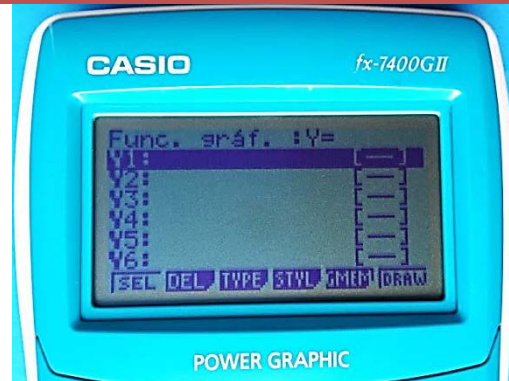 CASIO fx-7400GII
Func. gráf. :Y=
Y1: [—]
Y2: [—]
Y3: [—]
Y4: [—]
Y5: [—]
Y6: [—]
SEL DEL TYPE STYL GMEM DRAW
POWER GRAPHIC